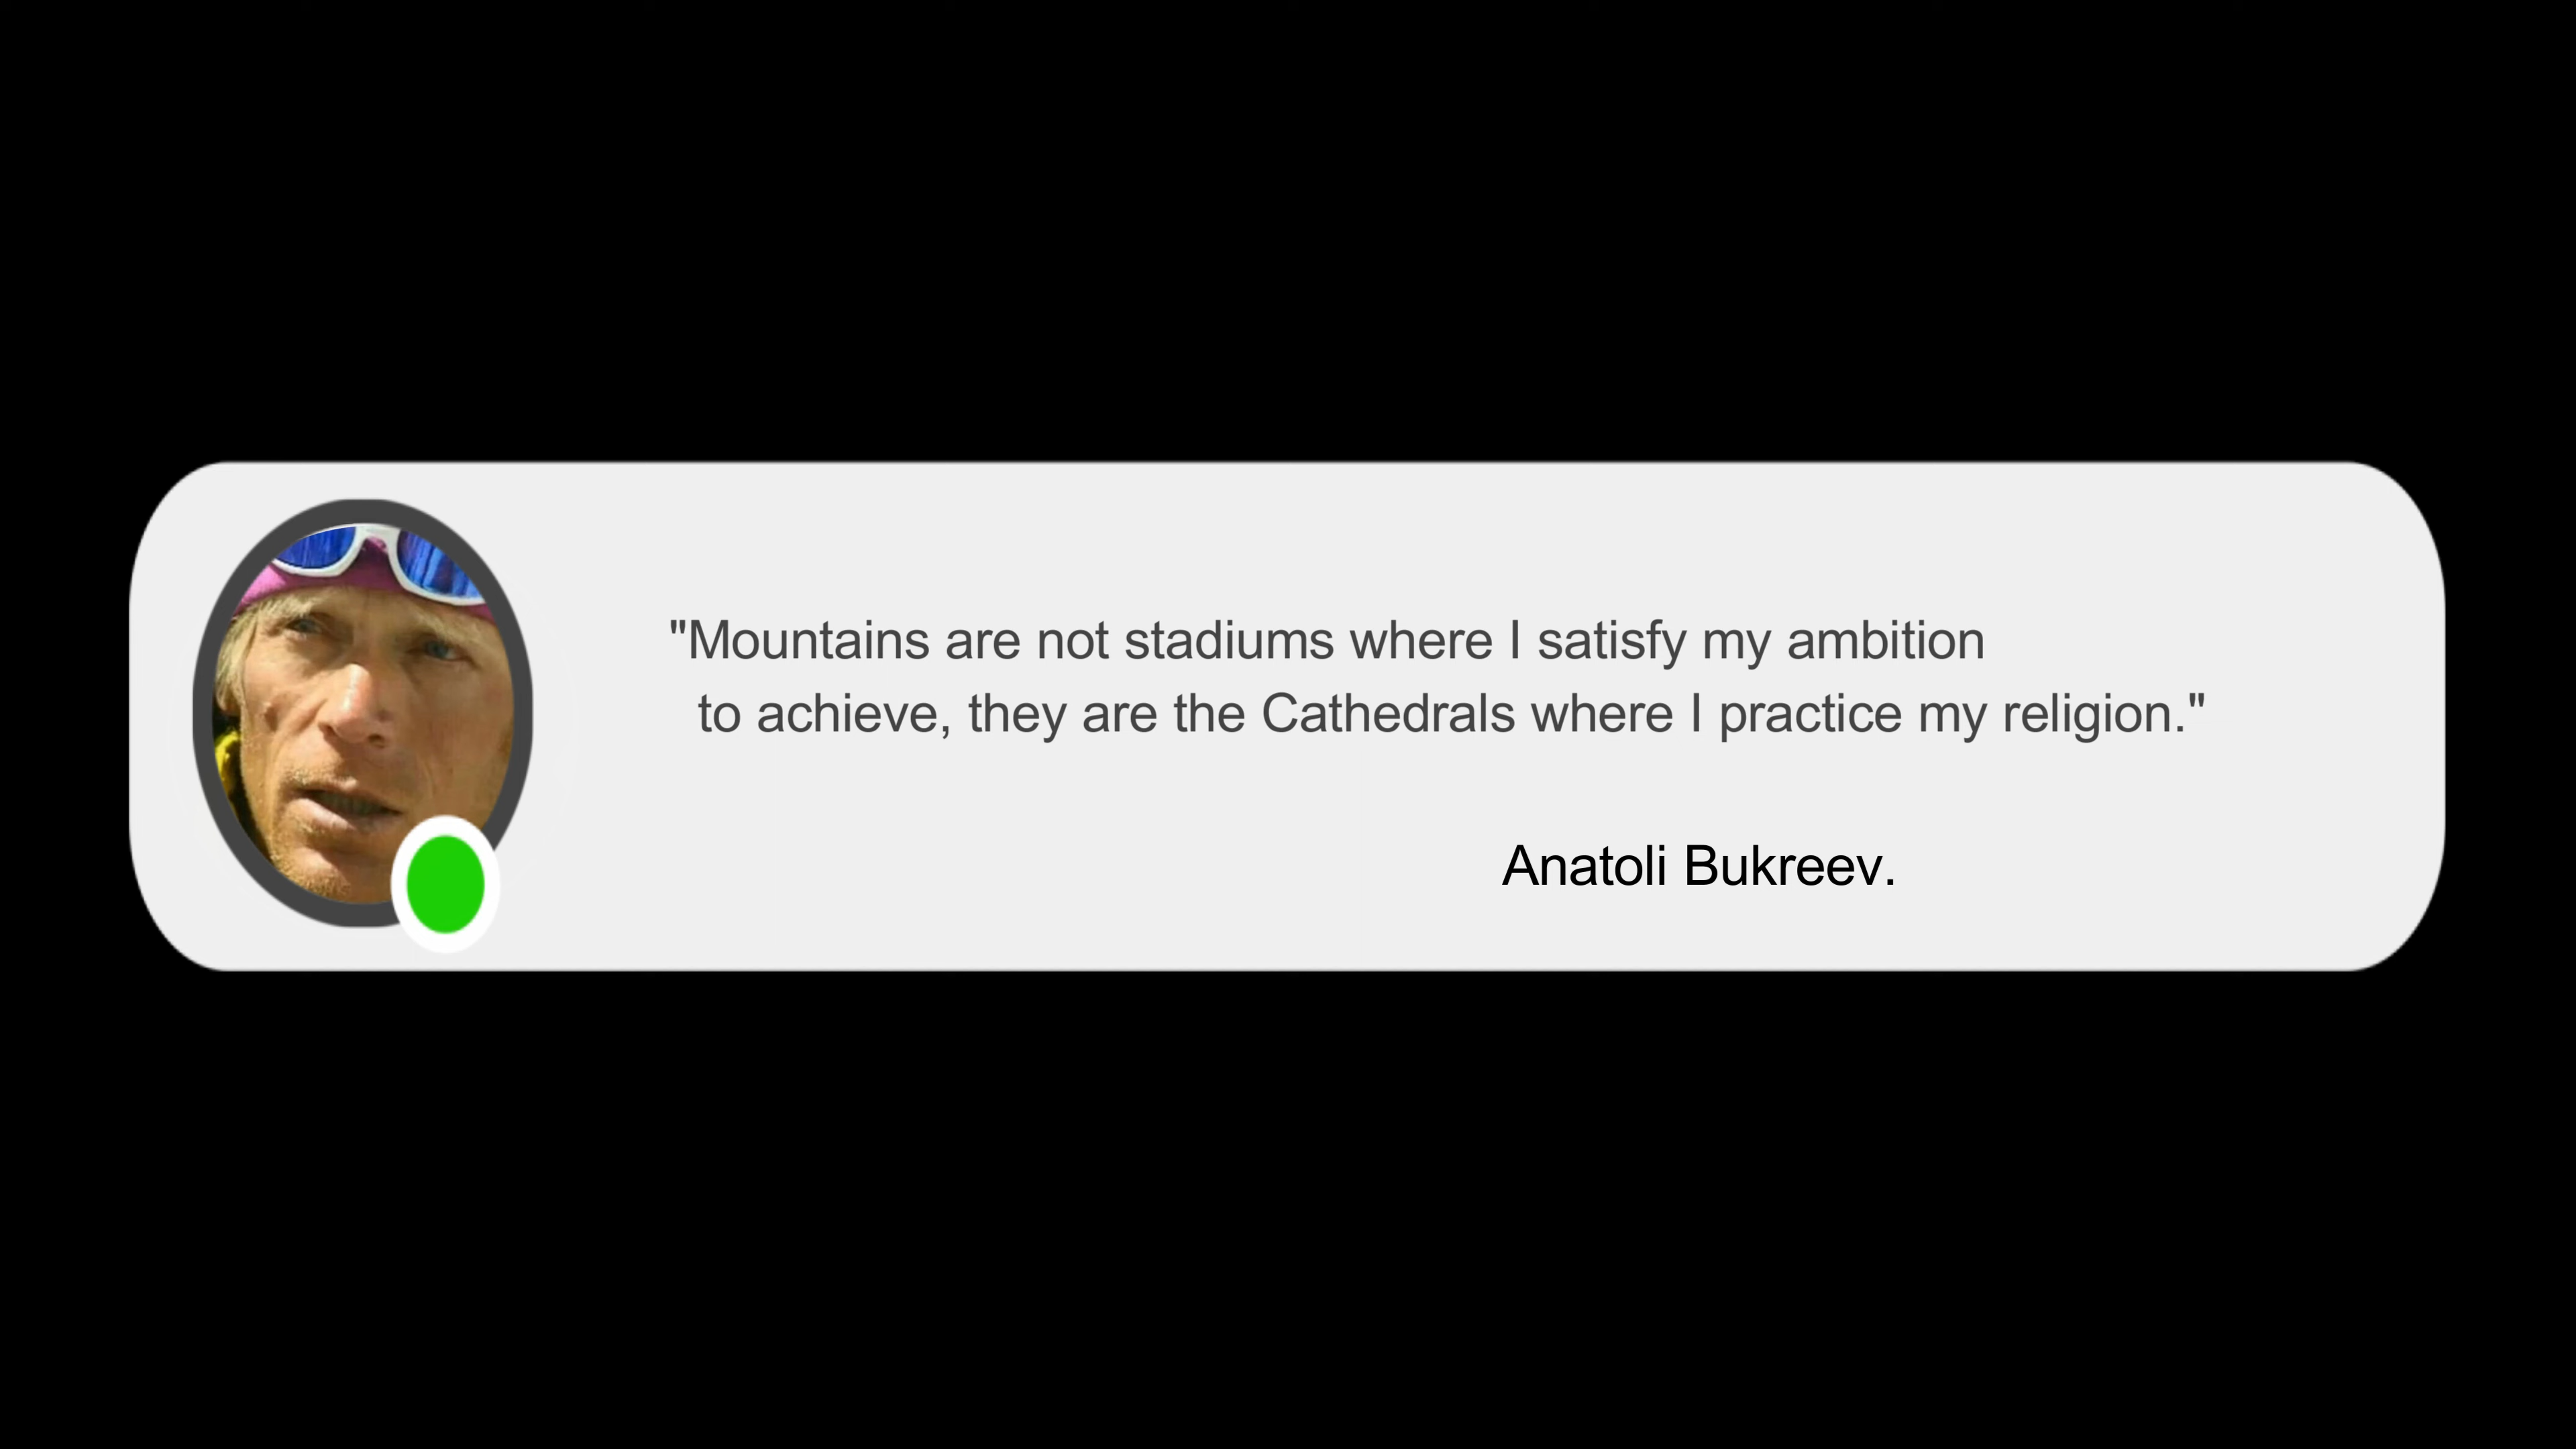 "Mountains are not stadiums where I satisfy my ambition
to achieve, they are the Cathedrals where I practice my religion."
Anatoli Bukreev.